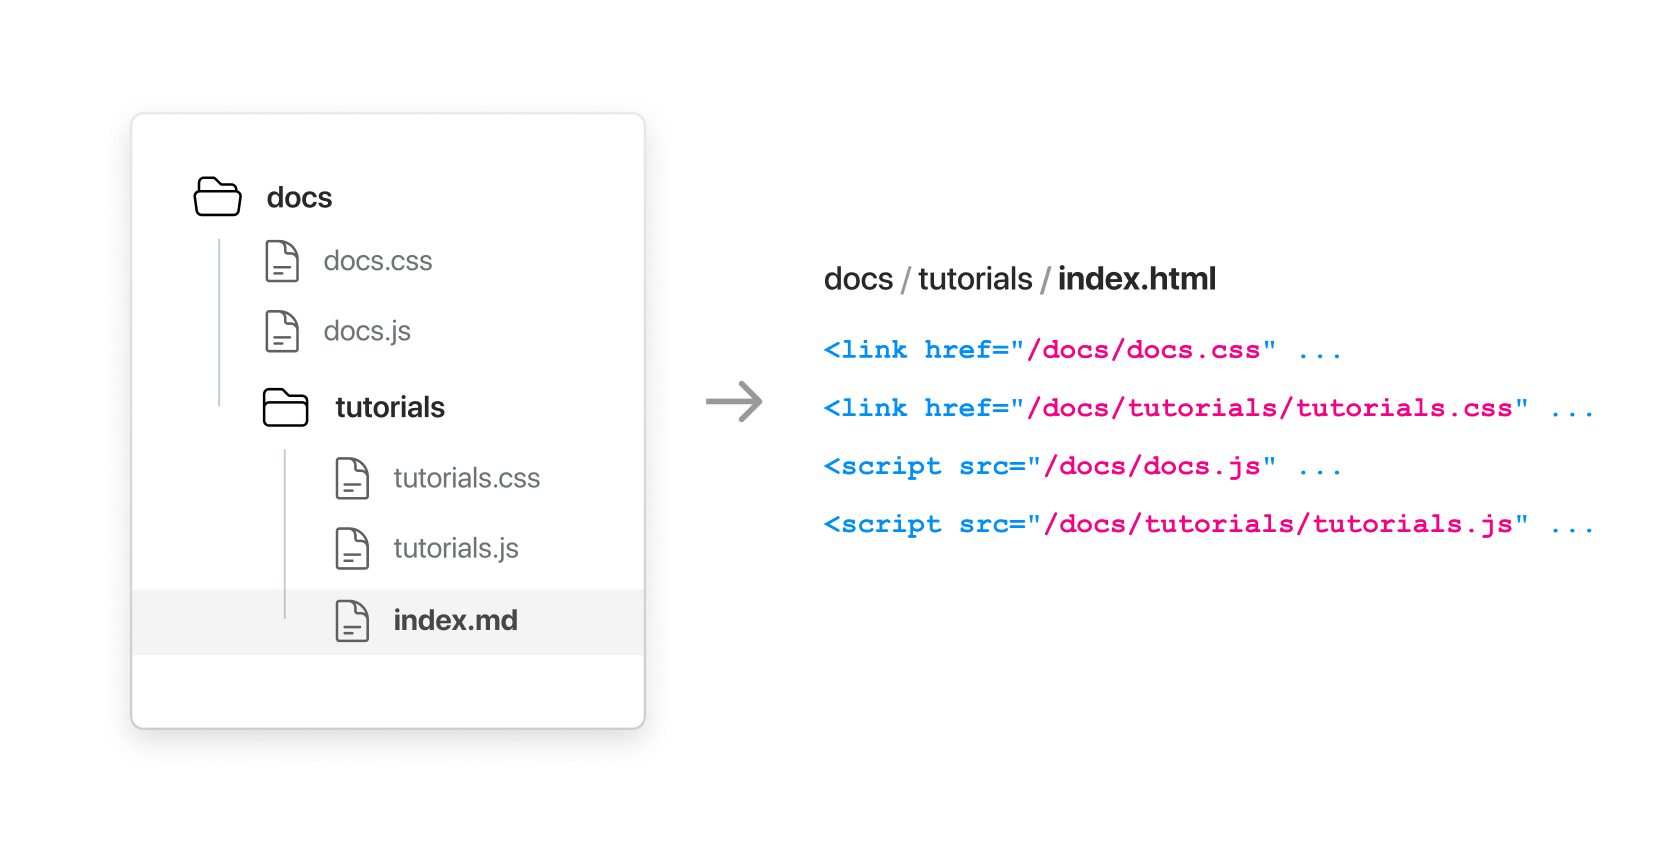 docs
docs.css
docs.js
tutorials
tutorials.css
tutorials.js
index.md
docs / tutorials / index.html
<link href="/docs/docs.css" ...
<link href="/docs/tutorials/tutorials.css" ...
<script src="/docs/docs.js" ...
<script src="/docs/tutorials/tutorials.js" ...